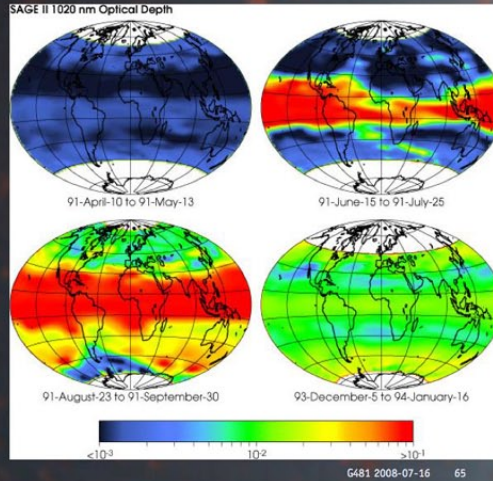 SAGE II 1020 nm Optical Depth
91-April-10 to 91-May-13
91-June-15 to 91-July-25
91-August-23 to 91-September-30
93-December-5 to 94-January-16
<10-3
10-2
>10-1
G481 2008-07-16 65